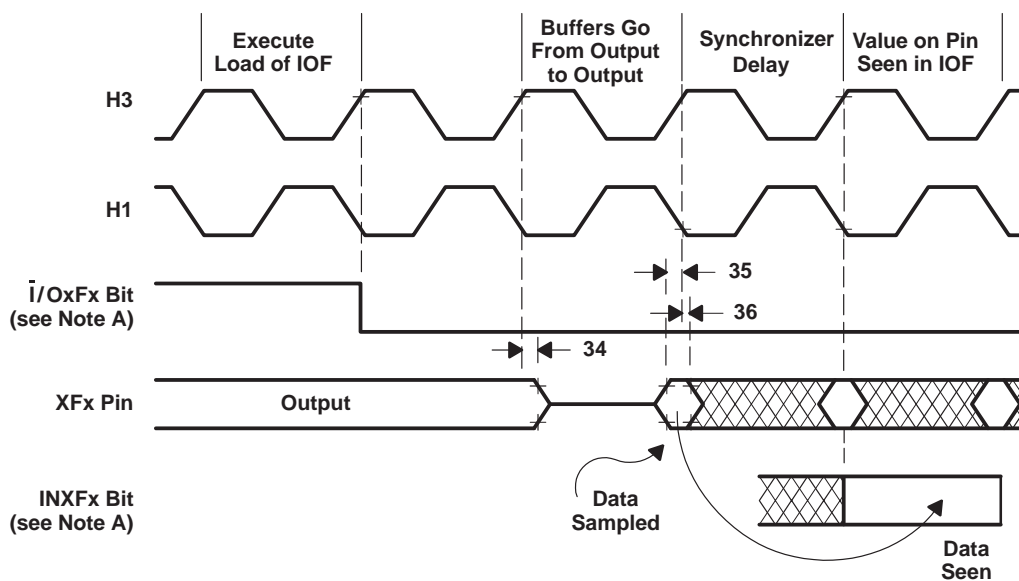 Execute
Load of IOF
Buffers Go
From Output
to Output
Synchronizer
Delay
Value on Pin
Seen in IOF
H3
H1
35
I̅/OxFx Bit
(see Note A)
36
34
XFx Pin
Output
INXFx Bit
(see Note A)
Data
Sampled
Data
Seen